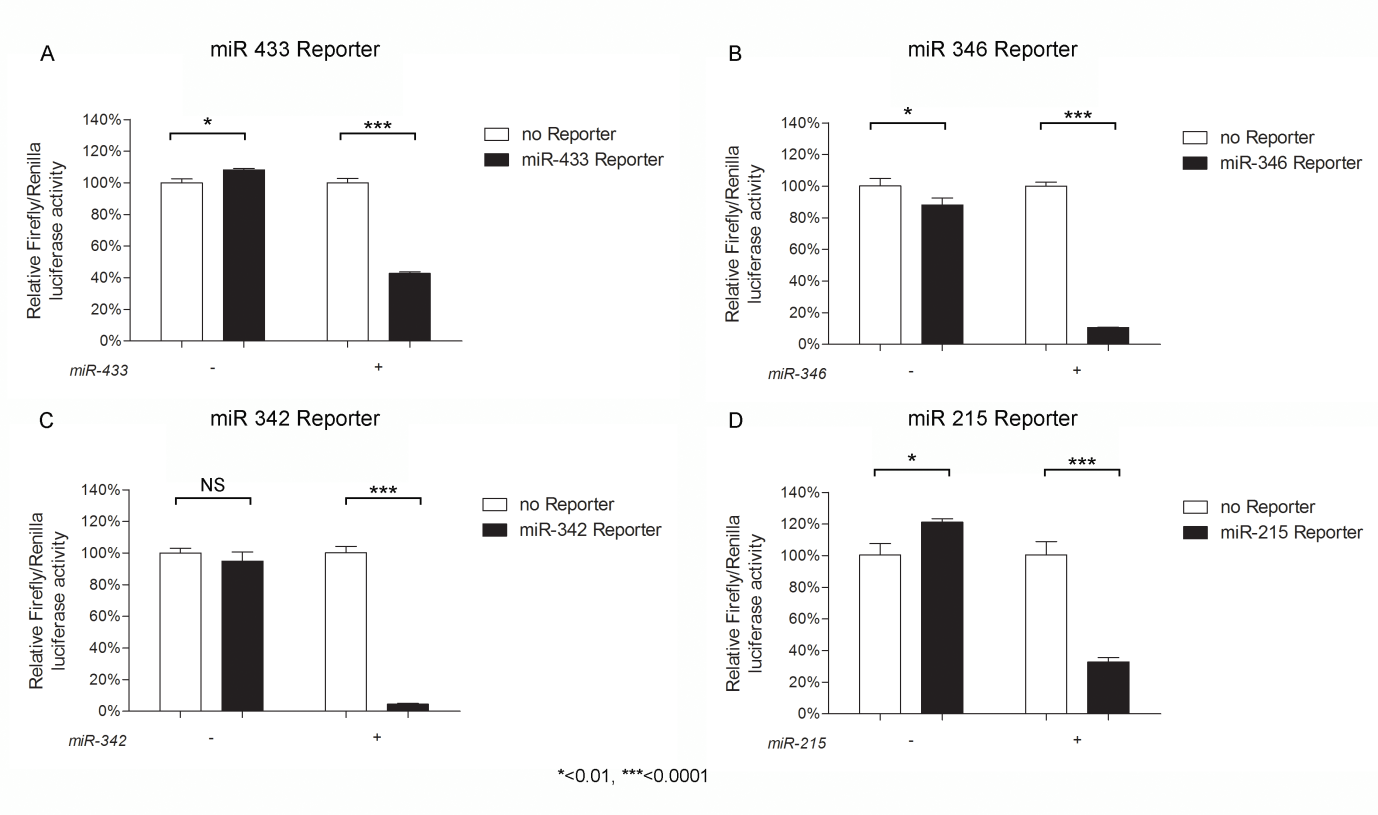 A
miR 433 Reporter
Relative Firefly/Renilla
luciferase activity
140%
120%
100%
80%
60%
40%
20%
0%
*
***
no Reporter
miR-433 Reporter
miR-433
-
+
B
miR 346 Reporter
Relative Firefly/Renilla
luciferase activity
140%
120%
100%
80%
60%
40%
20%
0%
*
***
no Reporter
miR-346 Reporter
miR-346
-
+
C
miR 342 Reporter
Relative Firefly/Renilla
luciferase activity
140%
120%
100%
80%
60%
40%
20%
0%
NS
***
no Reporter
miR-342 Reporter
miR-342
-
+
D
miR 215 Reporter
Relative Firefly/Renilla
luciferase activity
140%
120%
100%
80%
60%
40%
20%
0%
*
***
no Reporter
miR-215 Reporter
miR-215
-
+
*<0.01, ***<0.0001